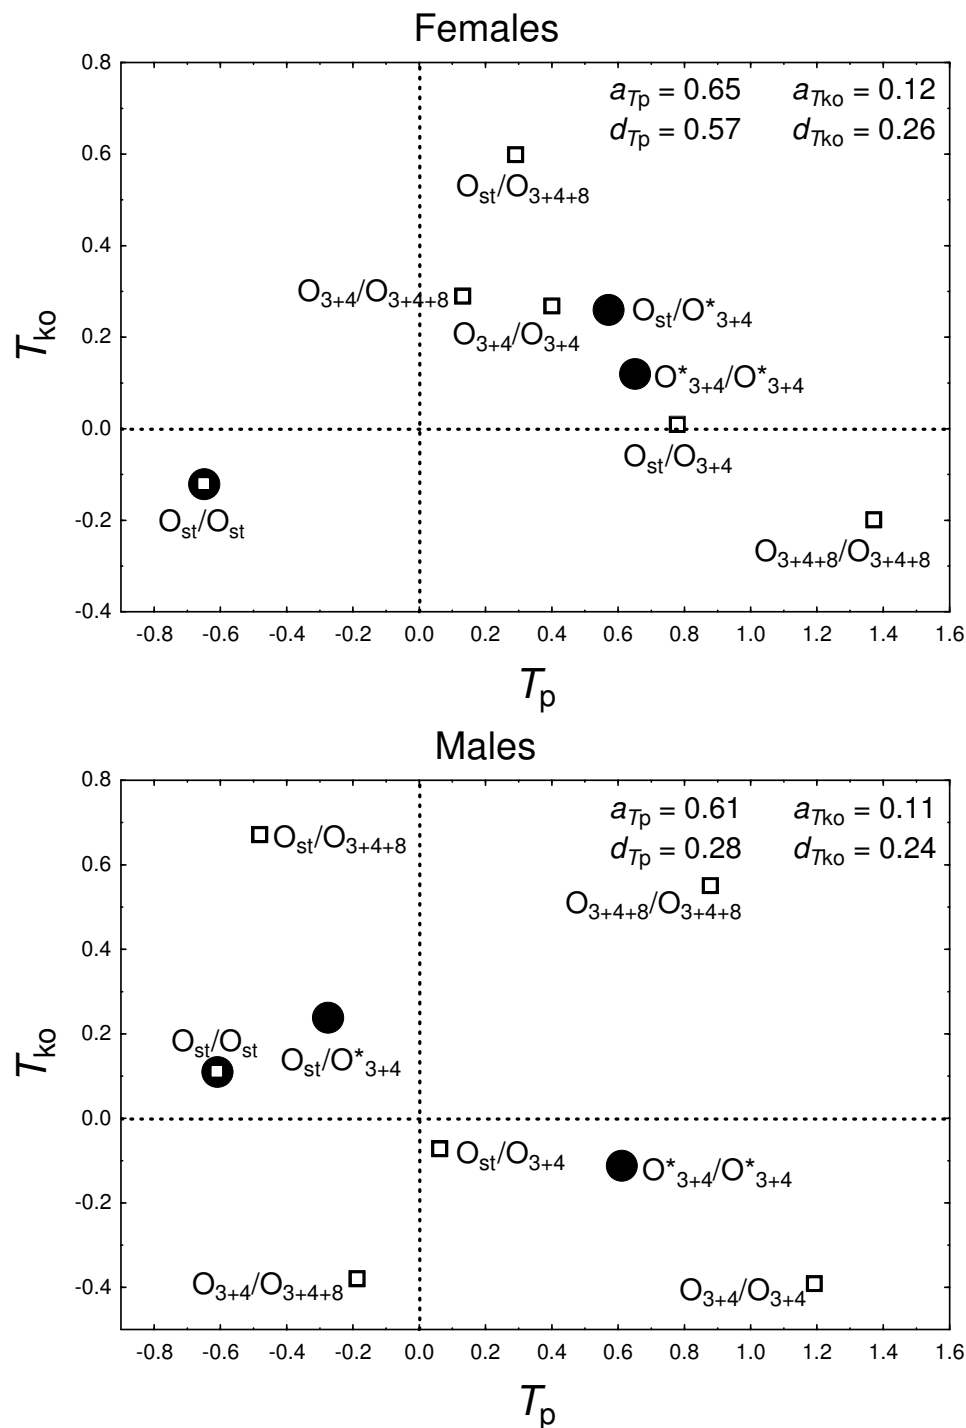 Females
a_Tp = 0.65 a_Tko = 0.12
d_Tp = 0.57 d_Tko = 0.26
0.8
0.6
0.4
0.2
0.0
-0.2
-0.4
T_ko
O_st/O_3+4+8
O_3+4/O_3+4+8
O_3+4/O_3+4
O_st/O*_3+4
O*_3+4/O*_3+4
O_st/O_3+4
O_st/O_st
O_3+4+8/O_3+4+8
-0.8 -0.6 -0.4 -0.2 0.0 0.2 0.4 0.6 0.8 1.0 1.2 1.4 1.6
T_p
Males
a_Tp = 0.61 a_Tko = 0.11
d_Tp = 0.28 d_Tko = 0.24
0.8
0.6
0.4
0.2
0.0
-0.2
-0.4
T_ko
O_st/O_3+4+8
O_3+4+8/O_3+4+8
O_st/O_st
O_st/O*_3+4
O_st/O_3+4
O*_3+4/O*_3+4
O_3+4/O_3+4+8
O_3+4/O_3+4
-0.8 -0.6 -0.4 -0.2 0.0 0.2 0.4 0.6 0.8 1.0 1.2 1.4 1.6
T_p